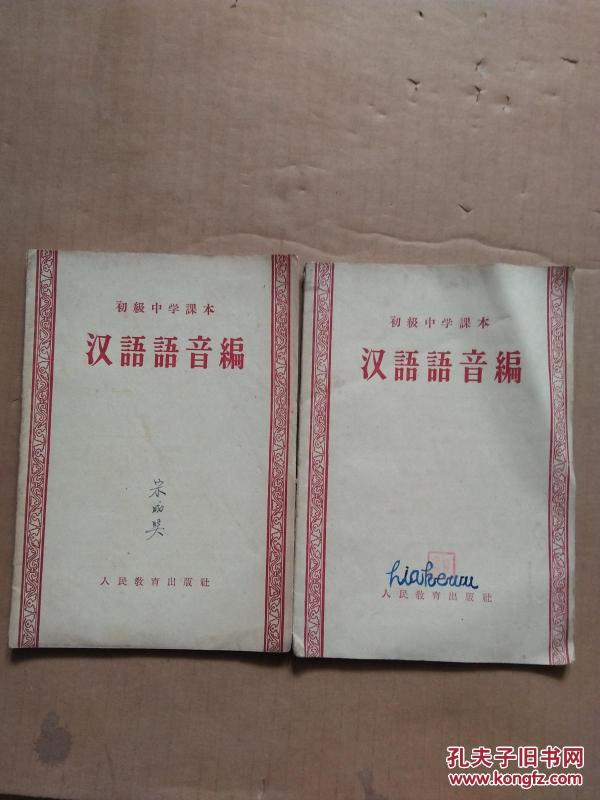 初級中学課本
汉語語音編
人民教育出版社
初級中学課本
汉語語音編
人民教育出版社
孔夫子旧书网
www.kongfz.com